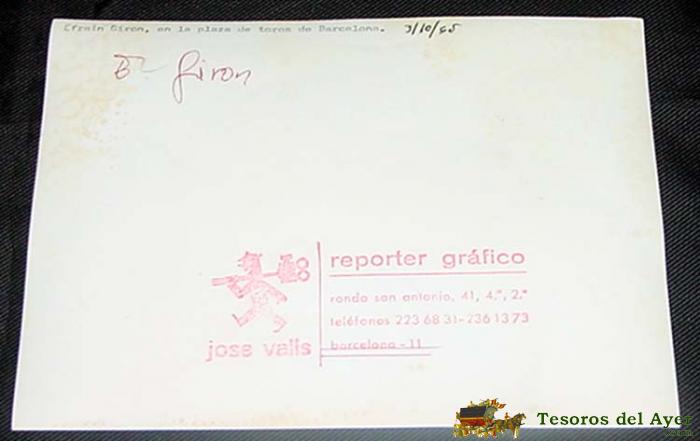 Efrain Giron, en la plaza de toros de Barcelona. 3/10/65
Giron
reporter gráfico
ronda san antonio, 41, 4.º, 2.ª
teléfonos 223 68 31-236 13 73
jose valls
barcelona - 11
Tesoros del Ayer